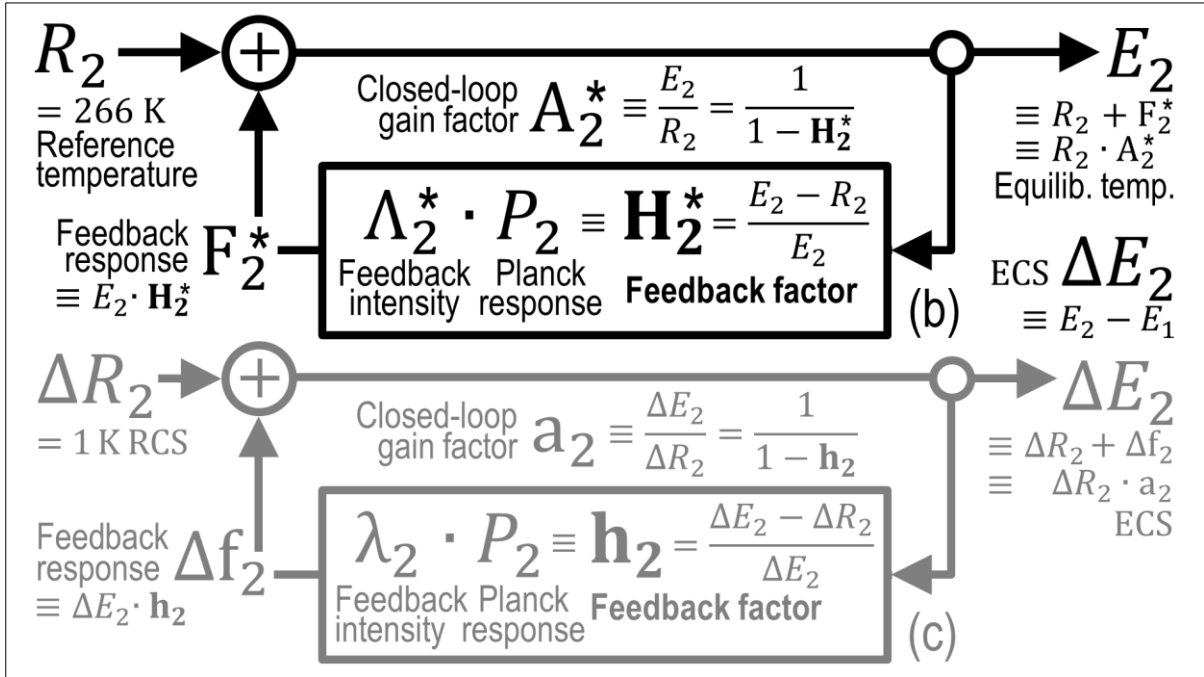 R₂
= 266 K
Reference
temperature
+
Closed-loop
gain factor A₂* ≡ E₂/R₂ = 1/(1 − H₂*)
E₂
≡ R₂ + F₂*
≡ R₂ · A₂*
Equilib. temp.
Feedback
response F₂*
≡ E₂ · H₂*
Λ₂* · P₂ ≡ H₂* = (E₂ − R₂)/E₂
Feedback Planck
intensity response Feedback factor
(b)
ECS ΔE₂
≡ E₂ − E₁
ΔR₂
= 1 K RCS
+
Closed-loop
gain factor a₂ ≡ ΔE₂/ΔR₂ = 1/(1 − h₂)
ΔE₂
≡ ΔR₂ + Δf₂
≡ ΔR₂ · a₂
ECS
Feedback
response Δf₂
≡ ΔE₂ · h₂
λ₂ · P₂ ≡ h₂ = (ΔE₂ − ΔR₂)/ΔE₂
Feedback Planck
intensity response Feedback factor
(c)